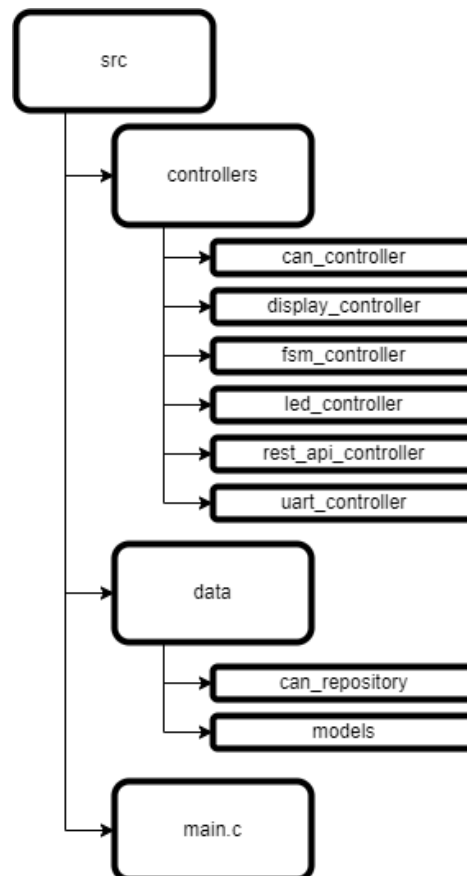 src
controllers
can_controller
display_controller
fsm_controller
led_controller
rest_api_controller
uart_controller
data
can_repository
models
main.c